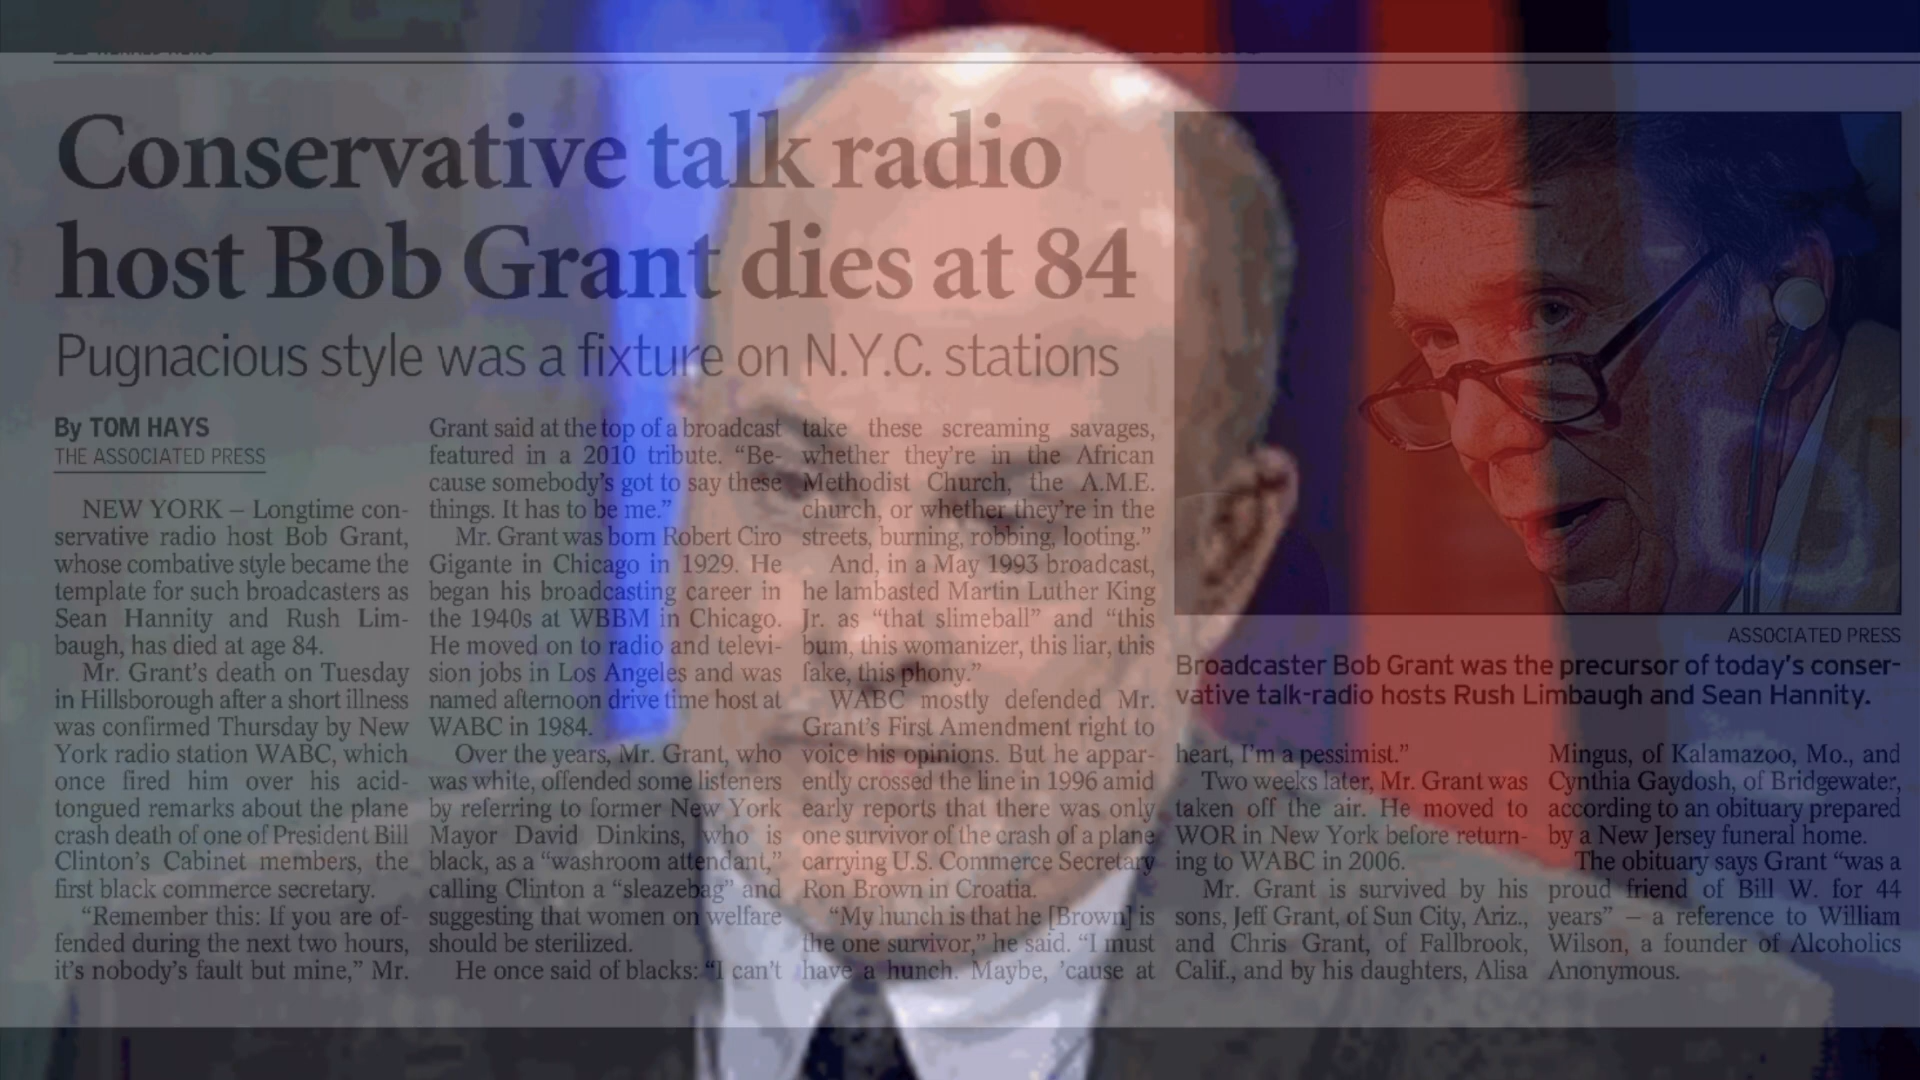 Conservative talk radio
host Bob Grant dies at 84
Pugnacious style was a fixture on N.Y.C. stations
By TOM HAYS
THE ASSOCIATED PRESS
NEW YORK – Longtime con-
servative radio host Bob Grant,
whose combative style became the
template for such broadcasters as
Sean Hannity and Rush Lim-
baugh, has died at age 84.
Mr. Grant's death on Tuesday
in Hillsborough after a short illness
was confirmed Thursday by New
York radio station WABC, which
once fired him over his acid-
tongued remarks about the plane
crash death of one of President Bill
Clinton's Cabinet members, the
first black commerce secretary.
“Remember this: If you are of-
fended during the next two hours,
it's nobody's fault but mine,” Mr.
Grant said at the top of a broadcast
featured in a 2010 tribute. “Be-
cause somebody's got to say these
things. It has to be me.”
Mr. Grant was born Robert Ciro
Gigante in Chicago in 1929. He
began his broadcasting career in
the 1940s at WBBM in Chicago.
He moved on to radio and televi-
sion jobs in Los Angeles and was
named afternoon drive time host at
WABC in 1984.
Over the years, Mr. Grant, who
was white, offended some listeners
by referring to former New York
Mayor David Dinkins, who is
black, as a “washroom attendant,”
calling Clinton a “sleazebag” and
suggesting that women on welfare
should be sterilized.
He once said of blacks: “I can't
take these screaming savages,
whether they're in the African
Methodist Church, the A.M.E.
church, or whether they're in the
streets, burning, robbing, looting.”
And, in a May 1993 broadcast,
he lambasted Martin Luther King
Jr. as “that slimeball” and “this
bum, this womanizer, this liar, this
fake, this phony.”
WABC mostly defended Mr.
Grant's First Amendment right to
voice his opinions. But he appar-
ently crossed the line in 1996 amid
early reports that there was only
one survivor of the crash of a plane
carrying U.S. Commerce Secretary
Ron Brown in Croatia.
“My hunch is that he [Brown] is
the one survivor,” he said. “I must
have a hunch. Maybe, 'cause at
ASSOCIATED PRESS
Broadcaster Bob Grant was the precursor of today's conser-
vative talk-radio hosts Rush Limbaugh and Sean Hannity.
heart, I'm a pessimist.”
Two weeks later, Mr. Grant was
taken off the air. He moved to
WOR in New York before return-
ing to WABC in 2006.
Mr. Grant is survived by his
sons, Jeff Grant, of Sun City, Ariz.,
and Chris Grant, of Fallbrook,
Calif., and by his daughters, Alisa
Mingus, of Kalamazoo, Mo., and
Cynthia Gaydosh, of Bridgewater,
according to an obituary prepared
by a New Jersey funeral home.
The obituary says Grant “was a
proud friend of Bill W. for 44
years” – a reference to William
Wilson, a founder of Alcoholics
Anonymous.